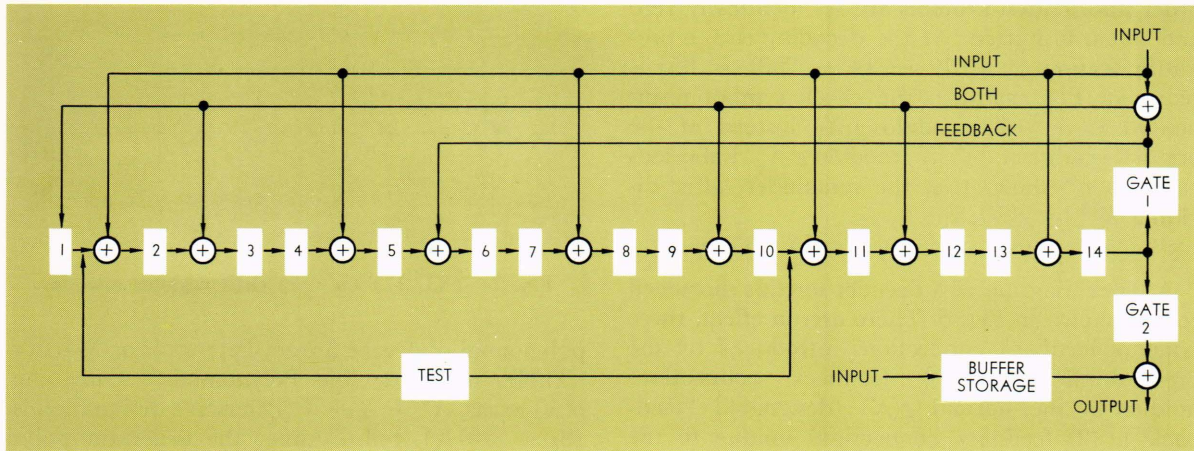 INPUT
INPUT
BOTH
FEEDBACK
GATE 1
1 2 3 4 5 6 7 8 9 10 11 12 13 14
GATE 2
TEST
INPUT BUFFER STORAGE
OUTPUT